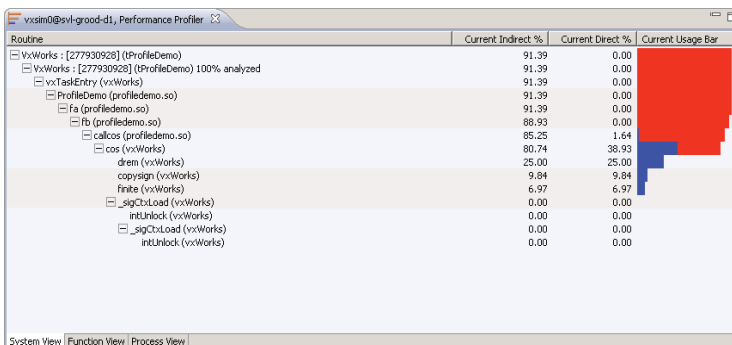 vxsim0@svl-grood-d1, Performance Profiler
Routine Current Indirect % Current Direct % Current Usage Bar
VxWorks : [277930928] (tProfileDemo) 91.39 0.00
VxWorks : [277930928] (tProfileDemo) 100% analyzed 91.39 0.00
vxTaskEntry (vxWorks) 91.39 0.00
ProfileDemo (profiledemo.so) 91.39 0.00
fa (profiledemo.so) 91.39 0.00
fb (profiledemo.so) 88.93 0.00
callcos (profiledemo.so) 85.25 1.64
cos (vxWorks) 80.74 38.93
drem (vxWorks) 25.00 25.00
copysign (vxWorks) 9.84 9.84
finite (vxWorks) 6.97 6.97
_sigCtxLoad (vxWorks) 0.00 0.00
intUnlock (vxWorks) 0.00 0.00
_sigCtxLoad (vxWorks) 0.00 0.00
intUnlock (vxWorks) 0.00 0.00
System View Function View Process View